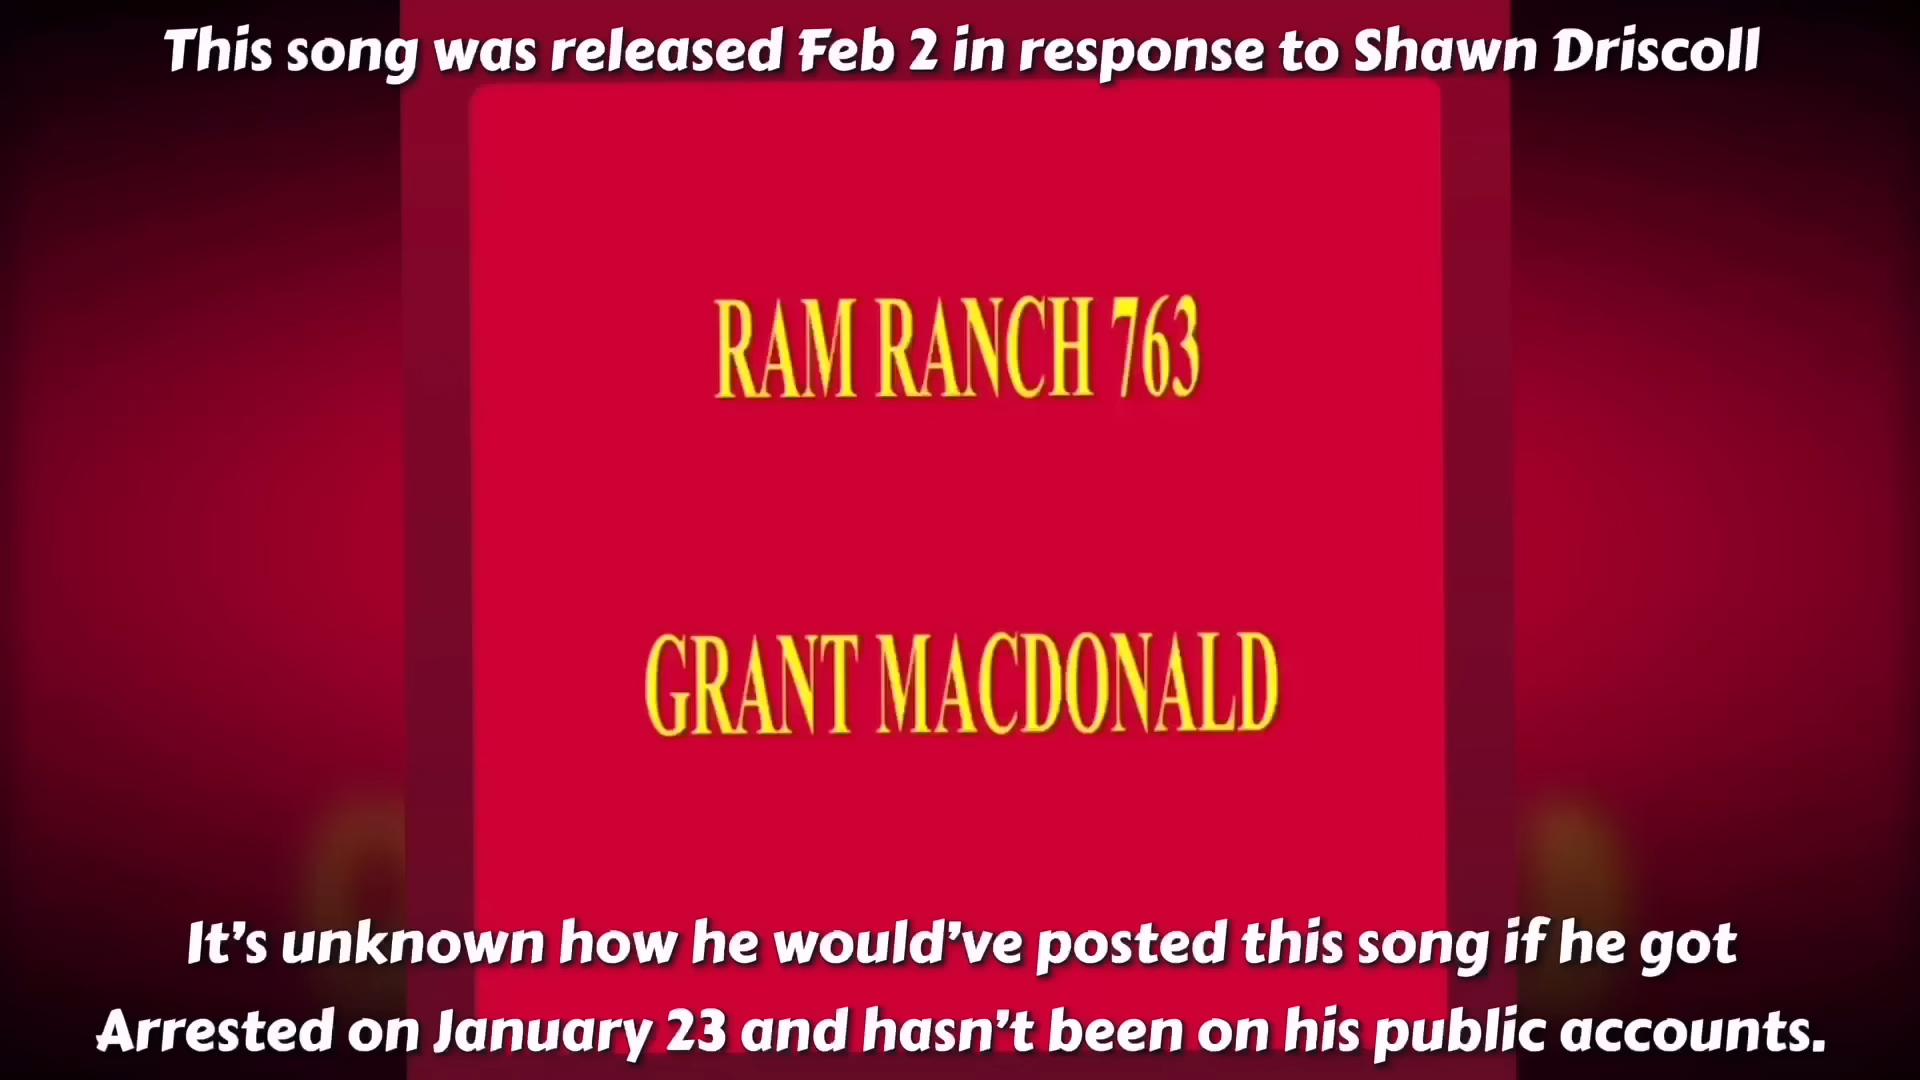 This song was released Feb 2 in response to Shawn Driscoll
RAM RANCH 763
GRANT MACDONALD
It's unknown how he would've posted this song if he got
Arrested on January 23 and hasn't been on his public accounts.